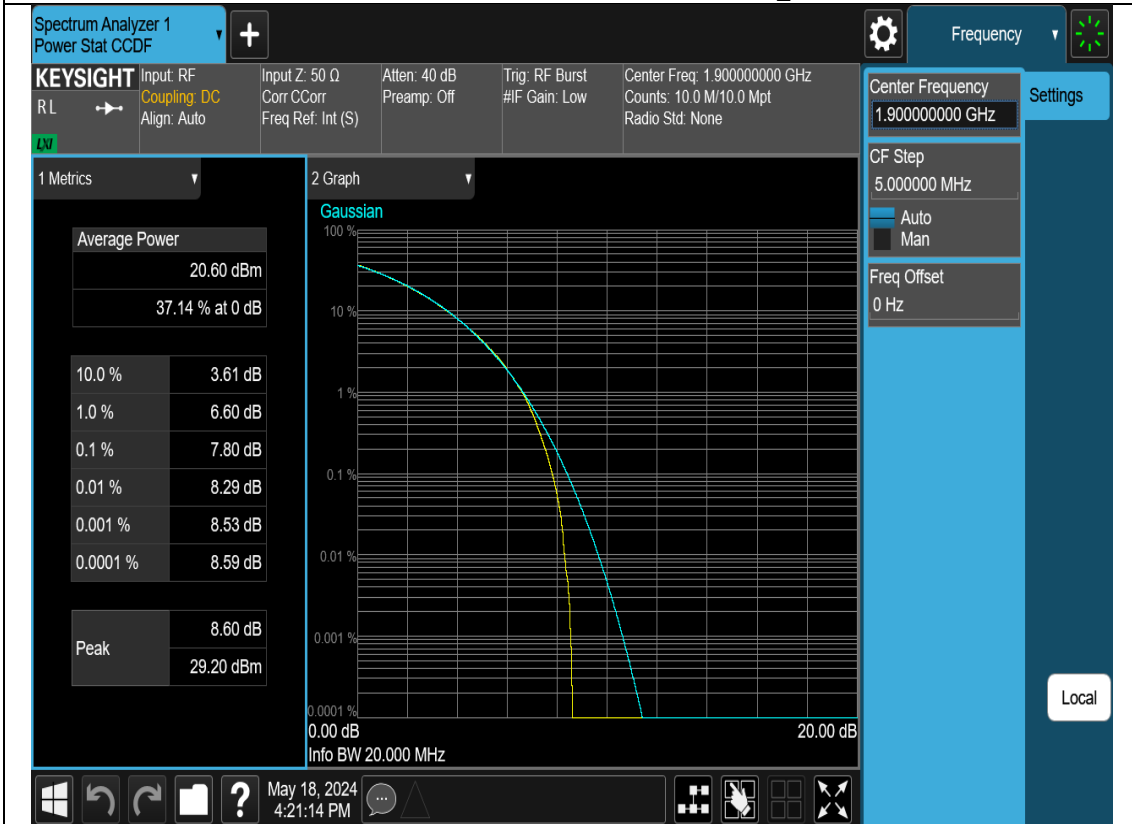 Spectrum Analyzer 1
Power Stat CCDF
+
Frequency
KEYSIGHT
RL
LXI
Input: RF
Coupling: DC
Align: Auto
Input Z: 50 Ω
Corr CCorr
Freq Ref: Int (S)
Atten: 40 dB
Preamp: Off
Trig: RF Burst
#IF Gain: Low
Center Freq: 1.900000000 GHz
Counts: 10.0 M/10.0 Mpt
Radio Std: None
Center Frequency
1.900000000 GHz
Settings
CF Step
5.000000 MHz
Auto
Man
Freq Offset
0 Hz
1 Metrics
Average Power
20.60 dBm
37.14 % at 0 dB
10.0 % 3.61 dB
1.0 % 6.60 dB
0.1 % 7.80 dB
0.01 % 8.29 dB
0.001 % 8.53 dB
0.0001 % 8.59 dB
Peak
8.60 dB
29.20 dBm
2 Graph
Gaussian
100 %
10 %
1 %
0.1 %
0.01 %
0.001 %
0.0001 %
0.00 dB 20.00 dB
Info BW 20.000 MHz
Local
?
May 18, 2024
4:21:14 PM